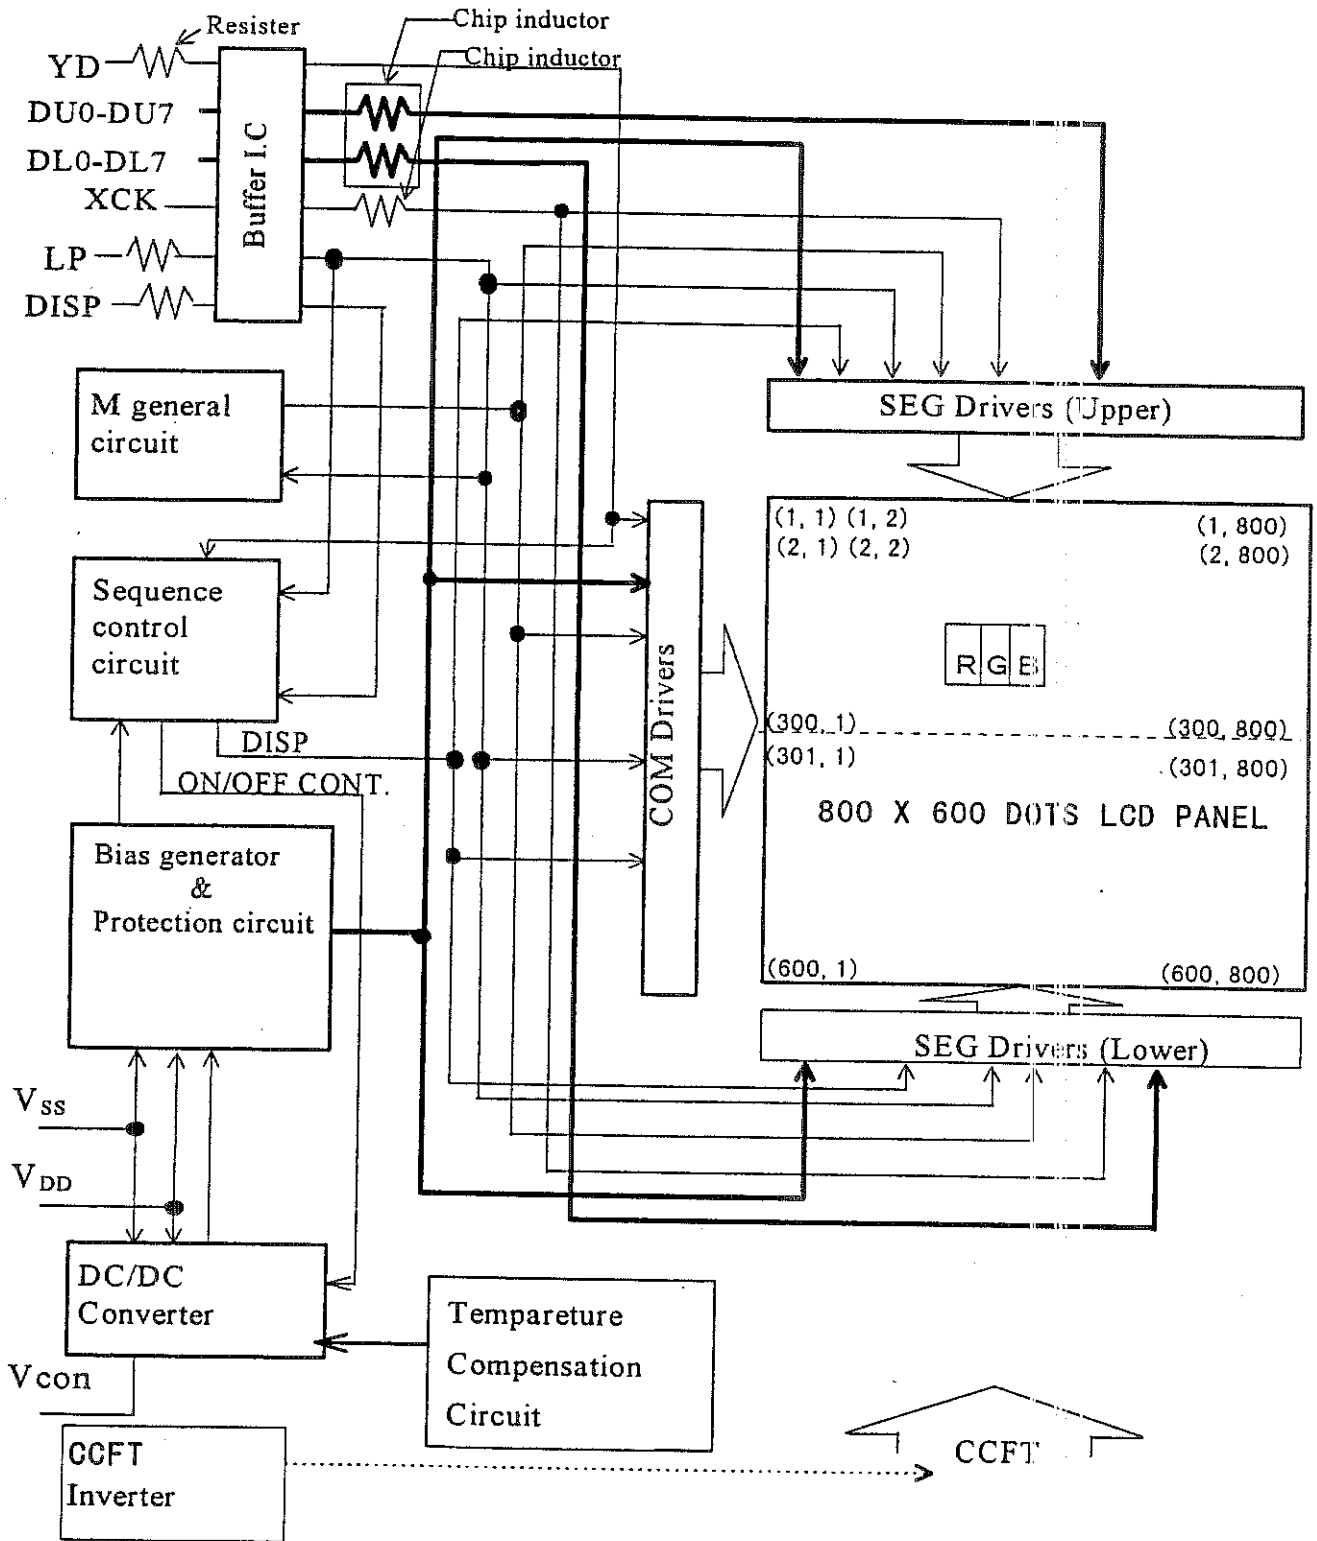 Resister
Chip inductor
Chip inductor
YD
DU0-DU7
DL0-DL7
XCK
LP
DISP
Buffer I.C
M general
circuit
SEG Drivers (Upper)
(1, 1) (1, 2)
(1, 800)
(2, 1) (2, 2)
(2, 800)
Sequence
control
circuit
R G B
COM Drivers
(300, 1)
(300, 800)
(301, 1)
(301, 800)
DISP
ON/OFF CONT.
800 X 600 DOTS LCD PANEL
Bias generator
&
Protection circuit
(600, 1)
(600, 800)
SEG Drivers (Lower)
VSS
VDD
DC/DC
Converter
Tempareture
Compensation
Circuit
Vcon
CCFT
Inverter
CCFT